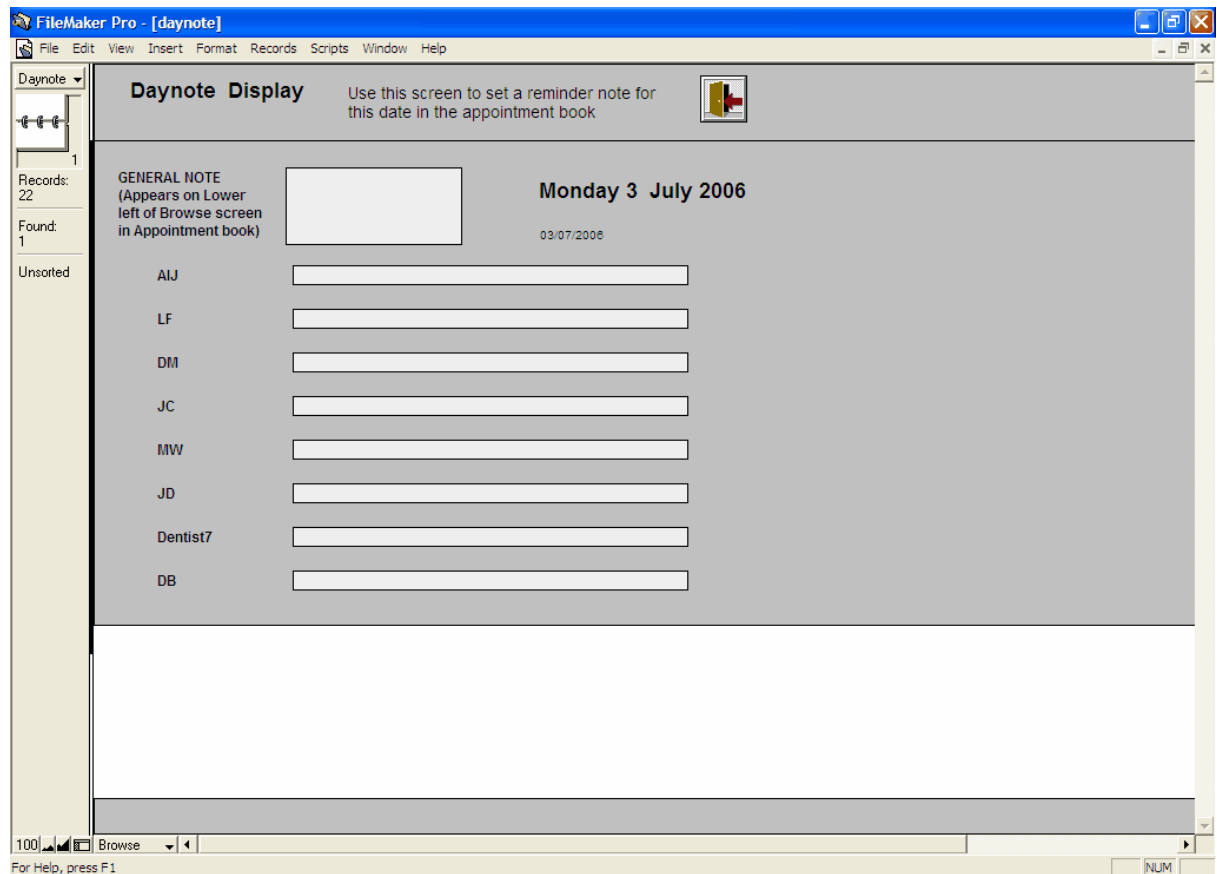 FileMaker Pro - [daynote]
File Edit View Insert Format Records Scripts Window Help
Daynote
1
Records:
22
Found:
1
Unsorted
Daynote Display
Use this screen to set a reminder note for
this date in the appointment book
GENERAL NOTE
(Appears on Lower
left of Browse screen
in Appointment book)
Monday 3 July 2006
03/07/2006
AIJ
LF
DM
JC
MW
JD
Dentist7
DB
100 Browse
For Help, press F1
NUM